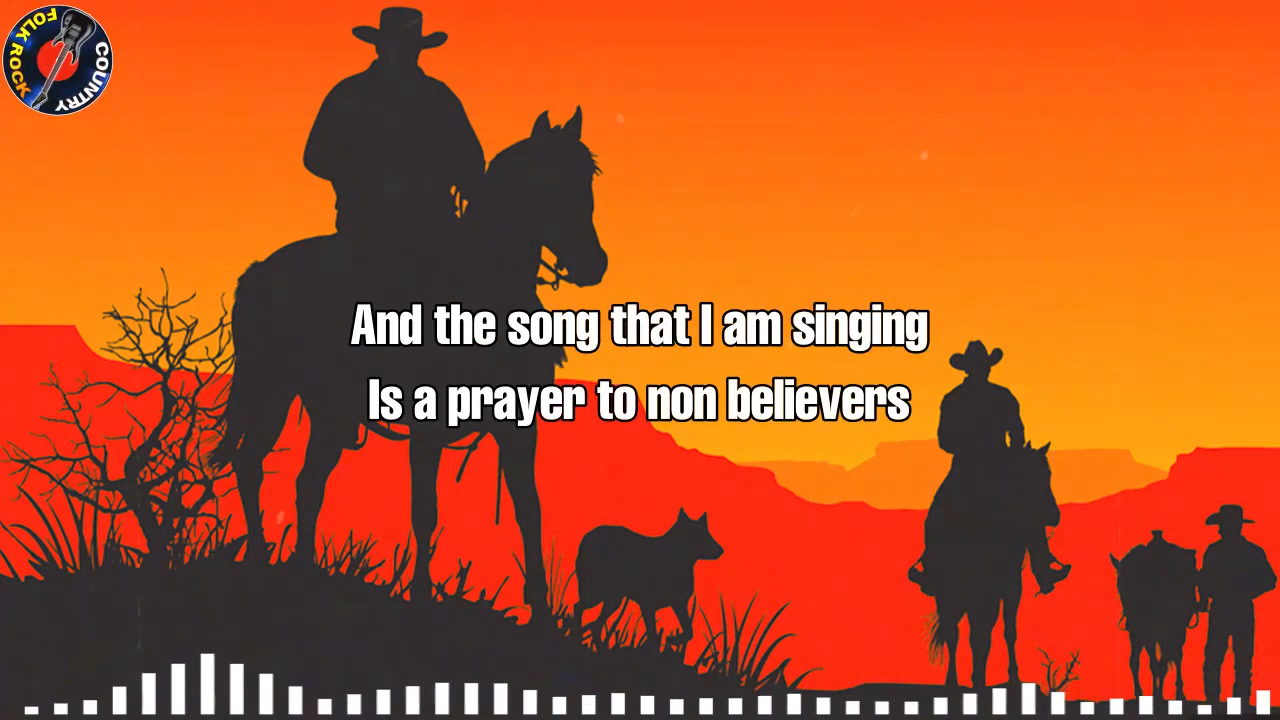 FOLK ROCK
COUNTRY
And the song that I am singing
Is a prayer to non believers